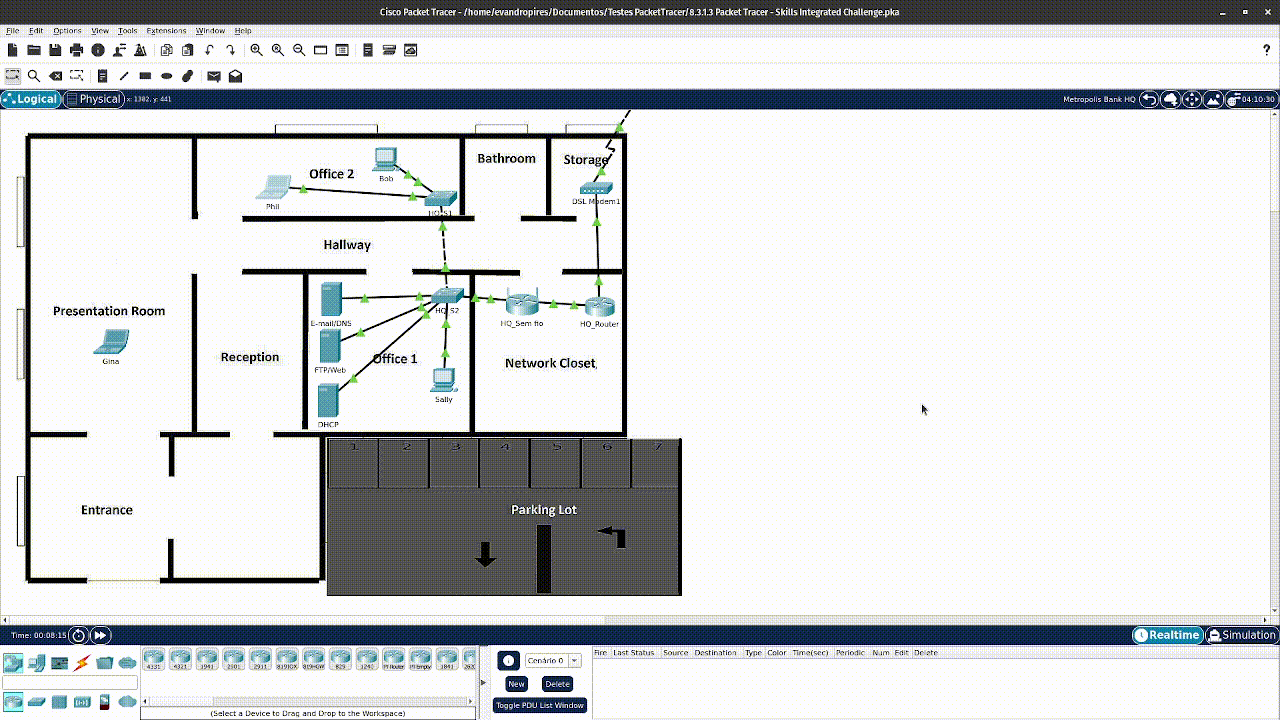 Cisco Packet Tracer - /home/evandropires/Documentos/Testes PacketTracer/8.3.1.3 Packet Tracer - Skills Integrated Challenge.pka
File Edit Options View Tools Extensions Window Help
?
Logical Physical x: 1382, y: 441 Metropolis Bank HQ 04:10:30
Office 2
Bob
Phil
Bathroom
Storage
DSL Modem1
Hallway
Presentation Room
Gina
Reception
E-mail/DNS
FTP/Web
DHCP
Office 1
HQ_S2
Sally
HQ_Sem fio
HQ_Router
Network Closet
Entrance
1 2 3 4 5 6 7
Parking Lot
Time: 00:08:15
Realtime Simulation
4331 4321 1941 2901 2911 819IOX 819HGW 829 1240 PT-Router PT-Empty 1841
(Select a Device to Drag and Drop to the Workspace)
Cenário 0
New Delete
Toggle PDU List Window
Fire Last Status Source Destination Type Color Time(sec) Periodic Num Edit Delete